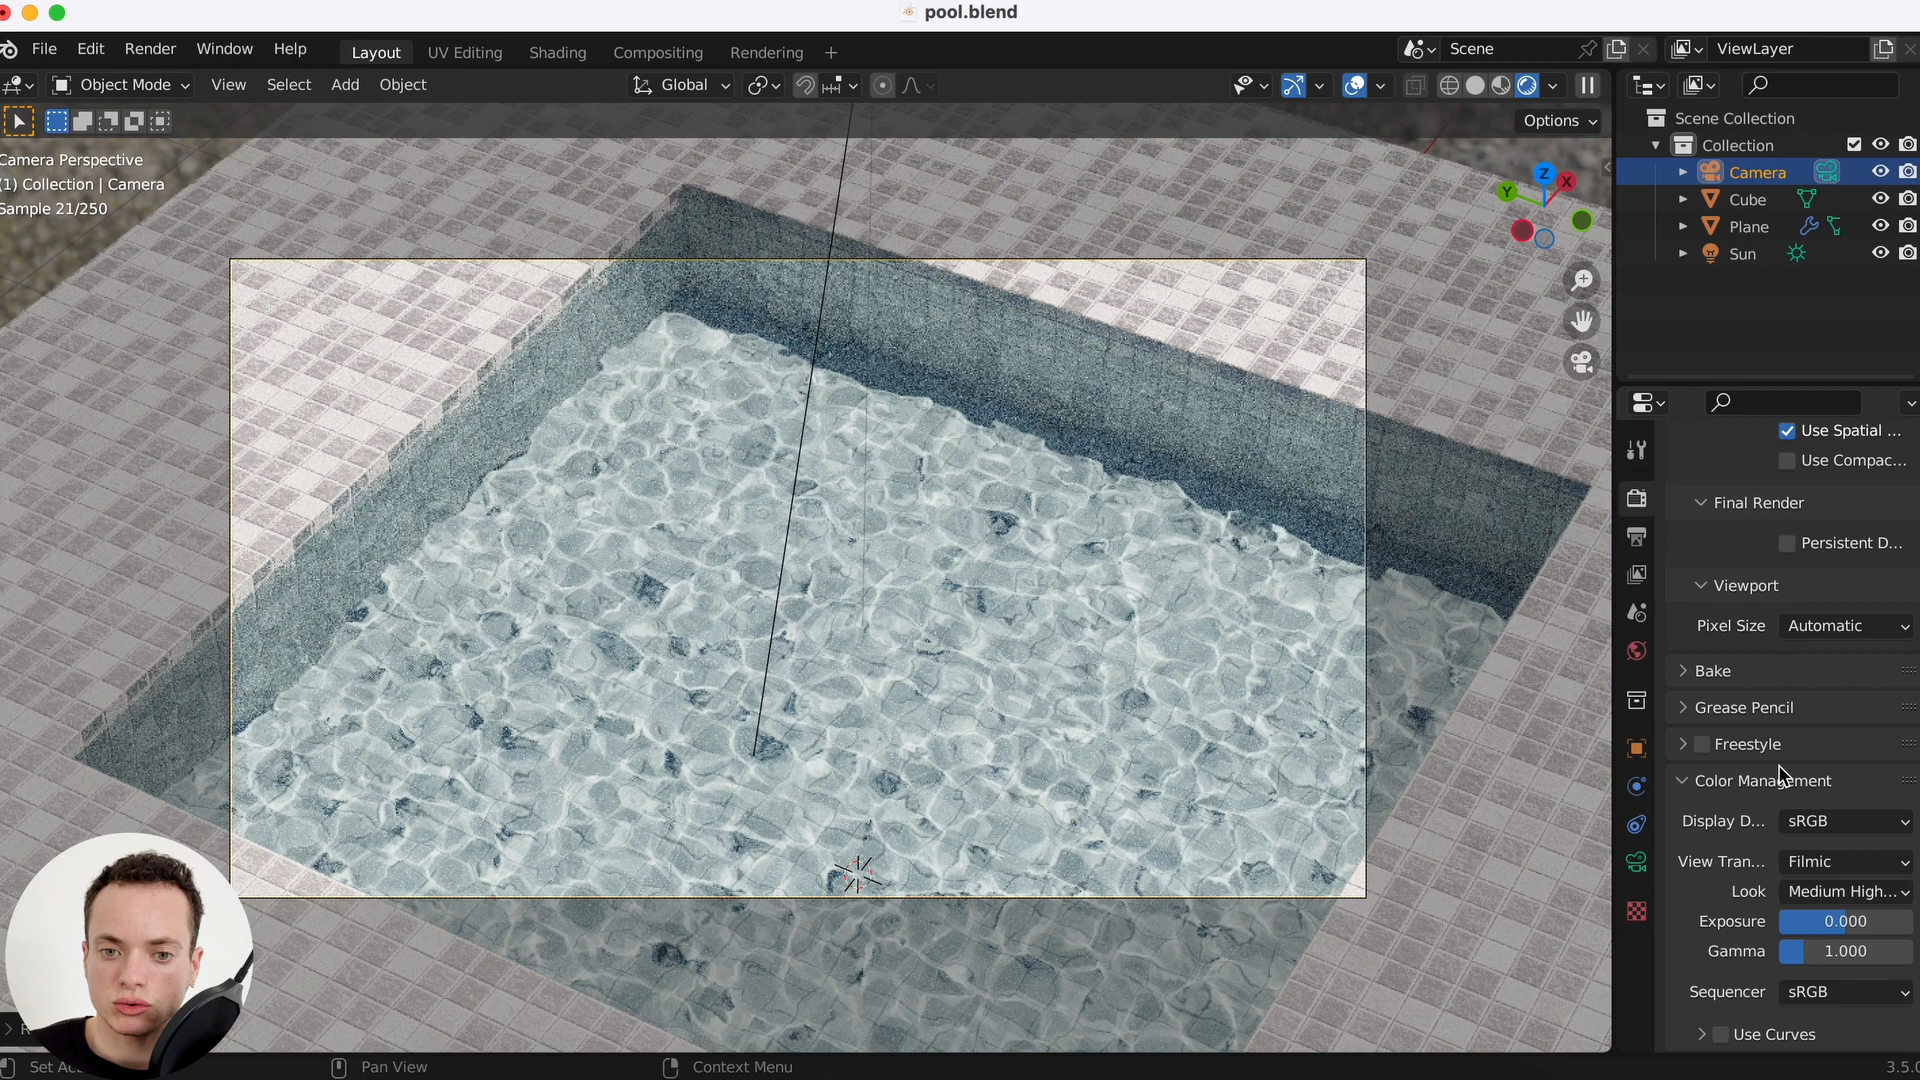 pool.blend
File Edit Render Window Help Layout UV Editing Shading Compositing Rendering + Scene ViewLayer
Object Mode View Select Add Object Global
Options
Camera Perspective
(1) Collection | Camera
Sample 21/250
Z
X
Y
Scene Collection
Collection
Camera
Cube
Plane
Sun
Use Spatial ...
Use Compac...
Final Render
Persistent D...
Viewport
Pixel Size Automatic
Bake
Grease Pencil
Freestyle
Color Management
Display D... sRGB
View Tran... Filmic
Look Medium High...
Exposure 0.000
Gamma 1.000
Sequencer sRGB
Use Curves
Pan View Context Menu